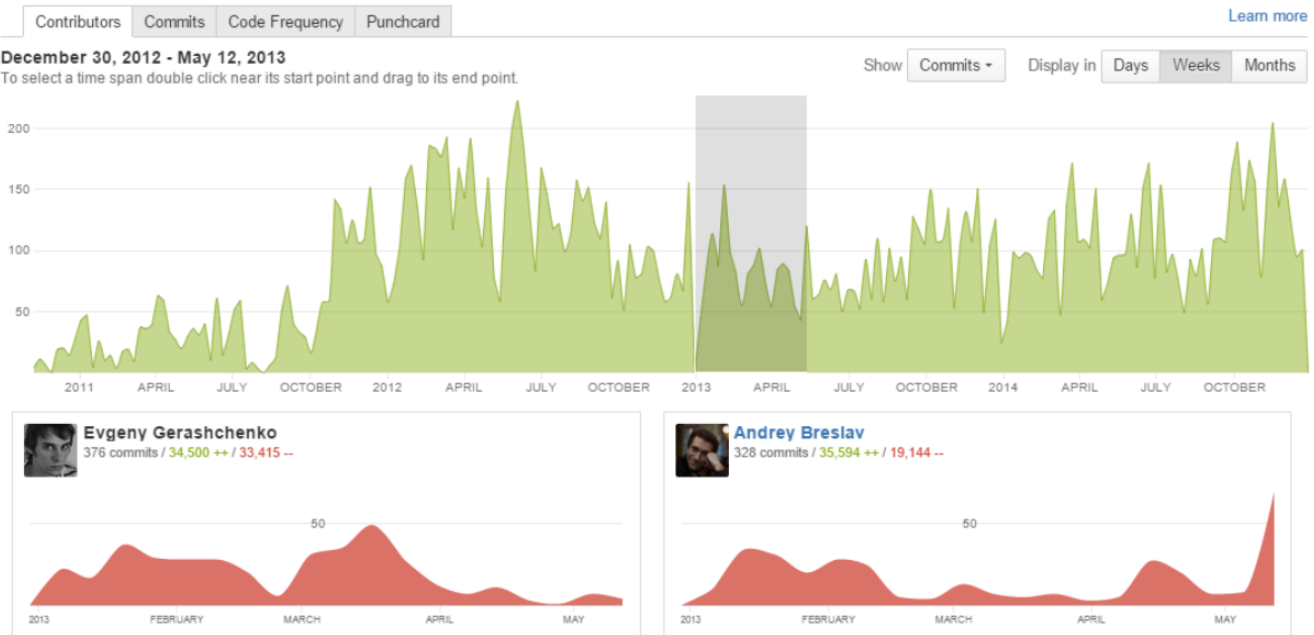 Contributors Commits Code Frequency Punchcard Learn more
December 30, 2012 - May 12, 2013
To select a time span double click near its start point and drag to its end point.
Show Commits Display in Days Weeks Months
200
150
100
50
2011 APRIL JULY OCTOBER 2012 APRIL JULY OCTOBER 2013 APRIL JULY OCTOBER 2014 APRIL JULY OCTOBER
Evgeny Gerashchenko
376 commits / 34,500 ++ / 33,415 --
50
2013 FEBRUARY MARCH APRIL MAY
Andrey Breslav
328 commits / 35,594 ++ / 19,144 --
50
2013 FEBRUARY MARCH APRIL MAY